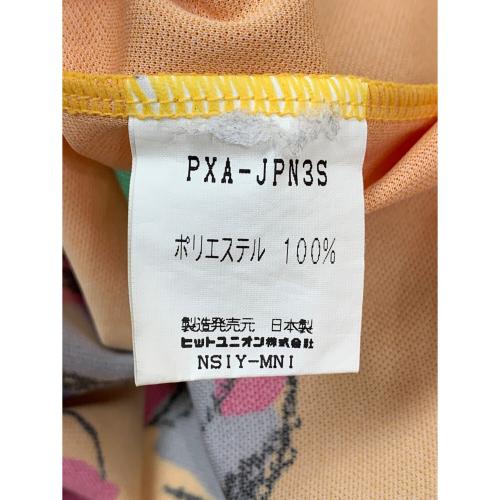 PXA-JPN3S
ポリエステル 100%
製造発売元 日本製
ヒットユニオン株式会社
NSIY-MNI